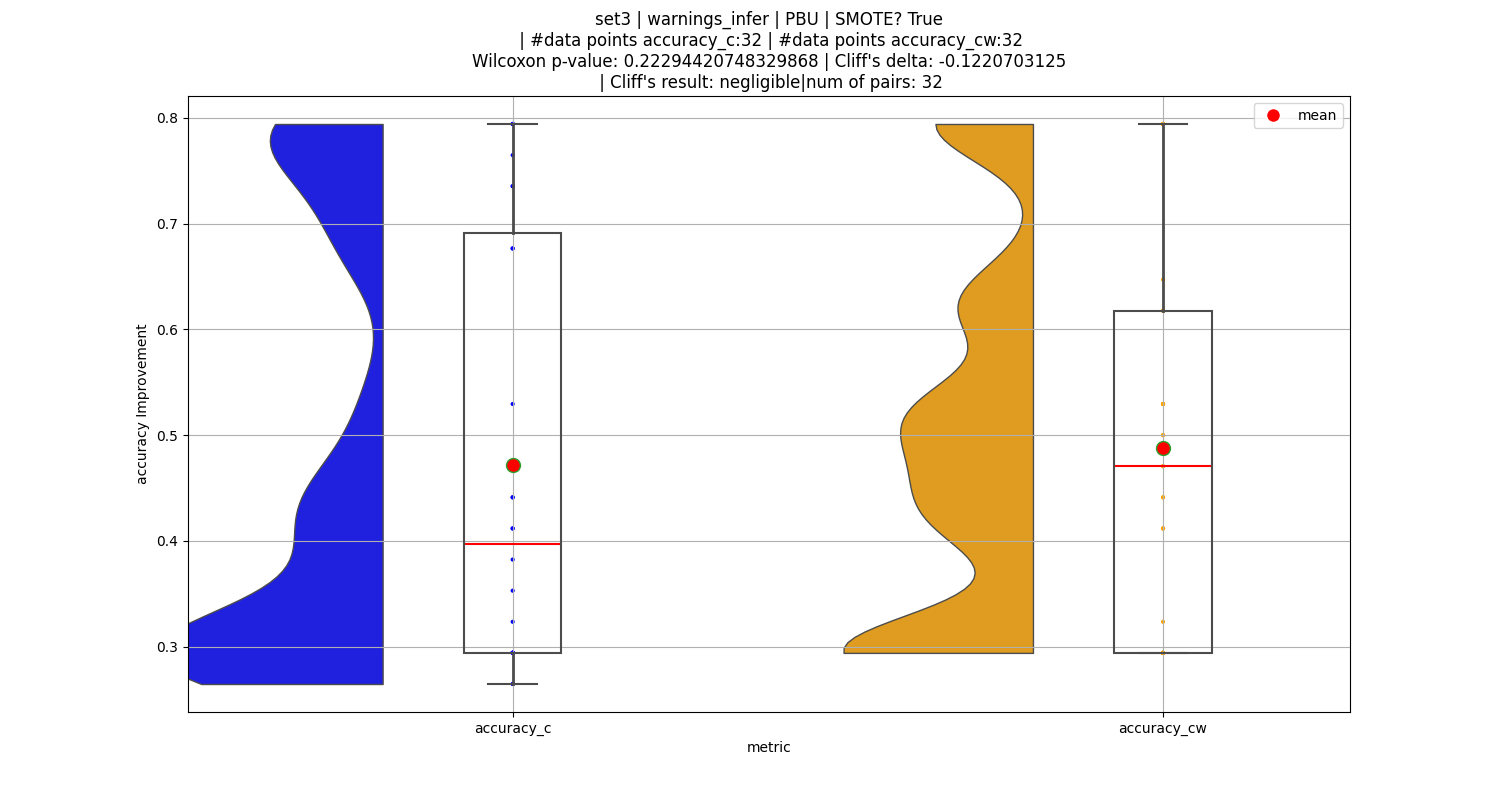 set3 | warnings_infer | PBU | SMOTE? True
| #data points accuracy_c:32 | #data points accuracy_cw:32
Wilcoxon p-value: 0.22294420748329868 | Cliff's delta: -0.1220703125
| Cliff's result: negligible|num of pairs: 32
mean
0.8
0.7
0.6
0.5
0.4
0.3
accuracy Improvement
accuracy_c
accuracy_cw
metric